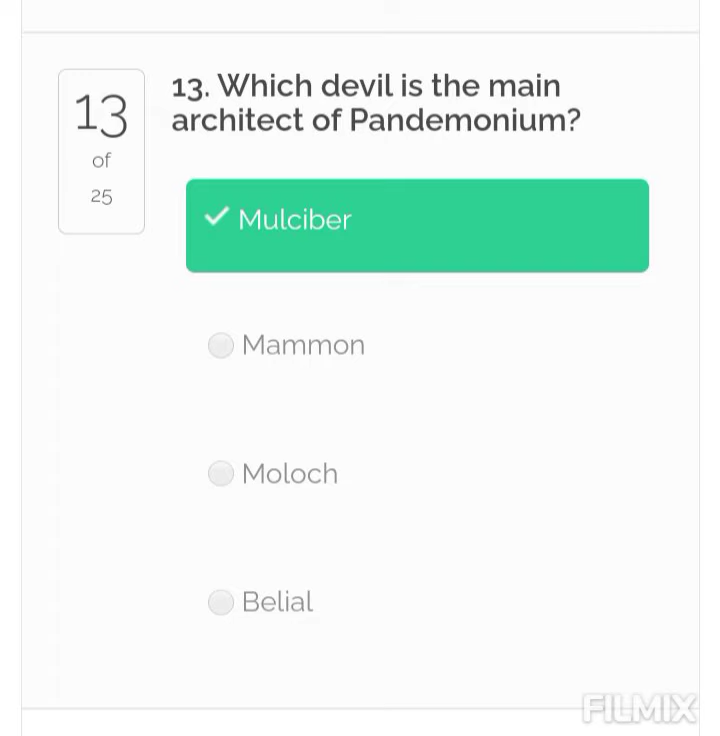 13
of
25
13. Which devil is the main
architect of Pandemonium?
Mulciber
Mammon
Moloch
Belial
FILMIX